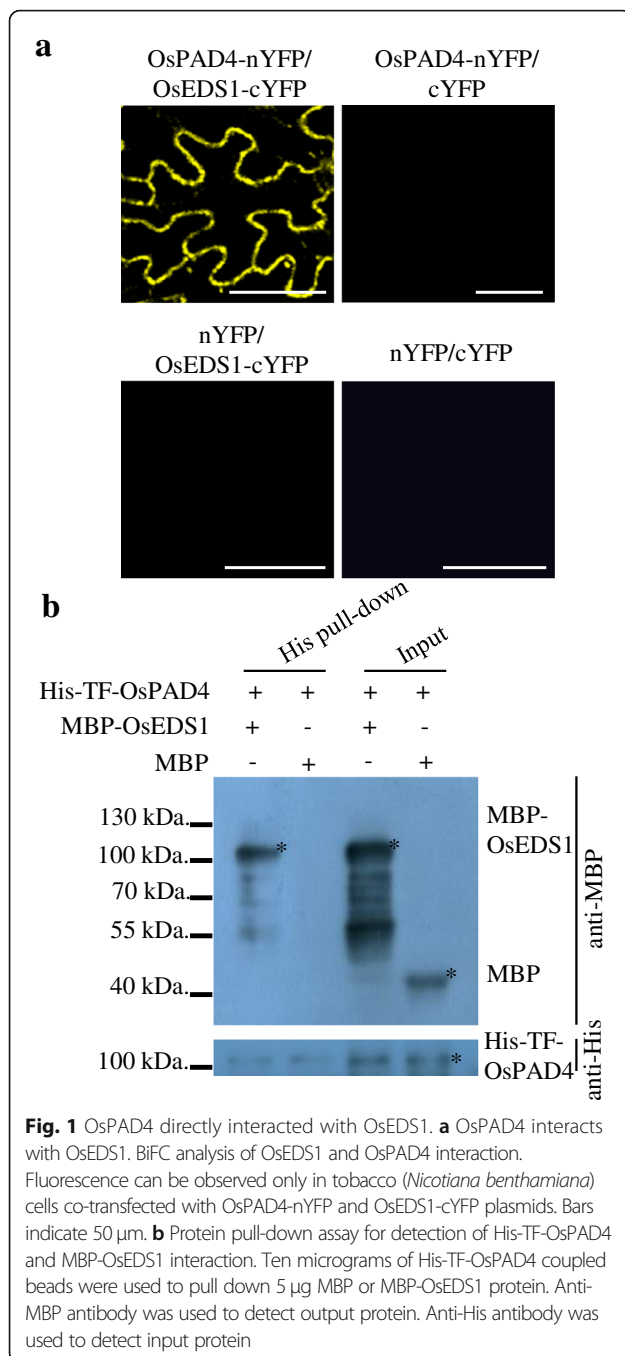 a
OsPAD4-nYFP/
OsEDS1-cYFP
OsPAD4-nYFP/
cYFP
nYFP/
OsEDS1-cYFP
nYFP/cYFP
b
His pull-down
Input
His-TF-OsPAD4 + + + +
MBP-OsEDS1 + - + -
MBP - + - +
130 kDa.
100 kDa.
70 kDa.
55 kDa.
40 kDa.
* *
*
MBP-
OsEDS1
MBP
anti-MBP
100 kDa.
*
His-TF-
OsPAD4
anti-His
Fig. 1 OsPAD4 directly interacted with OsEDS1. a OsPAD4 interacts
with OsEDS1. BiFC analysis of OsEDS1 and OsPAD4 interaction.
Fluorescence can be observed only in tobacco (Nicotiana benthamiana)
cells co-transfected with OsPAD4-nYFP and OsEDS1-cYFP plasmids. Bars
indicate 50 μm. b Protein pull-down assay for detection of His-TF-OsPAD4
and MBP-OsEDS1 interaction. Ten micrograms of His-TF-OsPAD4 coupled
beads were used to pull down 5 μg MBP or MBP-OsEDS1 protein. Anti-
MBP antibody was used to detect output protein. Anti-His antibody was
used to detect input protein